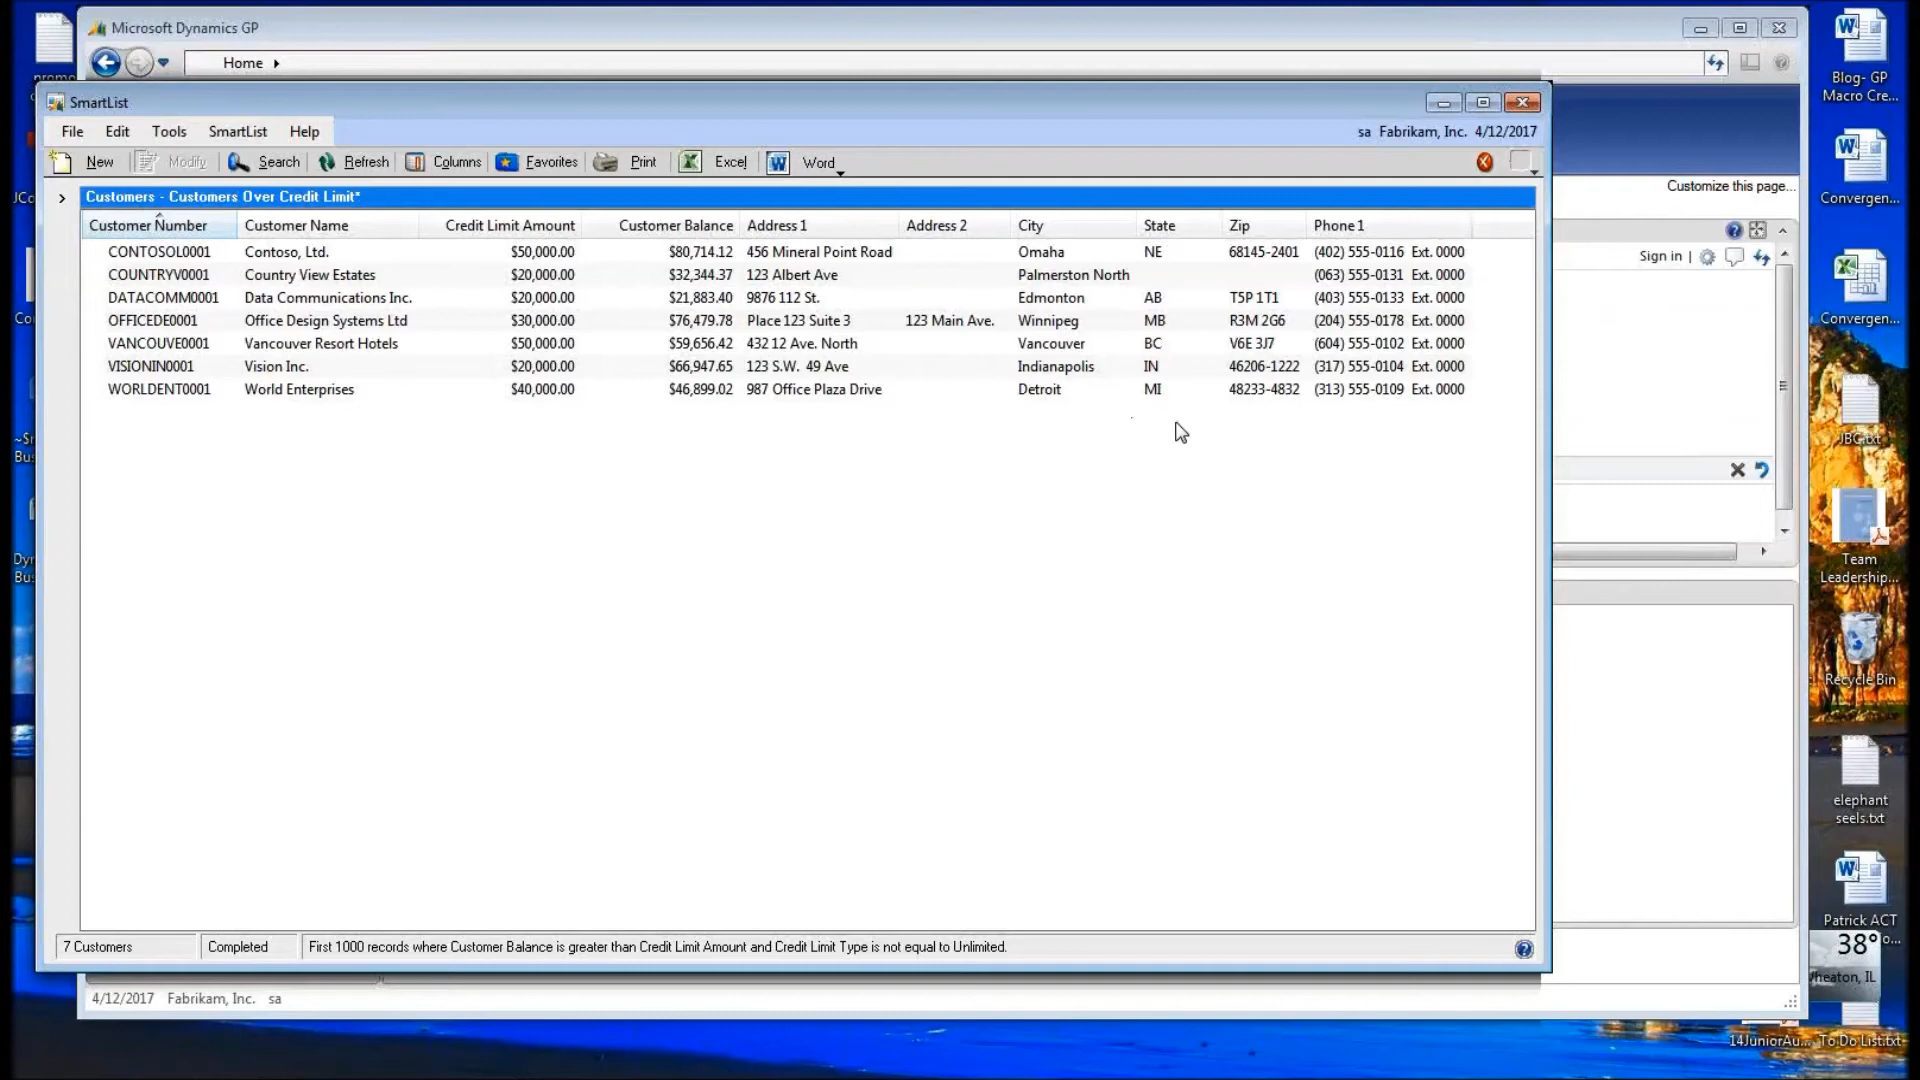 Microsoft Dynamics GP
Home
SmartList
File Edit Tools SmartList Help
sa Fabrikam, Inc. 4/12/2017
New Modify Search Refresh Columns Favorites Print Excel Word
Customers - Customers Over Credit Limit*
Customer Number Customer Name Credit Limit Amount Customer Balance Address 1 Address 2 City State Zip Phone 1
CONTOSOL0001 Contoso, Ltd. $50,000.00 $80,714.12 456 Mineral Point Road Omaha NE 68145-2401 (402) 555-0116 Ext. 0000
COUNTRYV0001 Country View Estates $20,000.00 $32,344.37 123 Albert Ave Palmerston North (063) 555-0131 Ext. 0000
DATACOMM0001 Data Communications Inc. $20,000.00 $21,883.40 9876 112 St. Edmonton AB T5P 1T1 (403) 555-0133 Ext. 0000
OFFICEDE0001 Office Design Systems Ltd $30,000.00 $76,479.78 Place 123 Suite 3 123 Main Ave. Winnipeg MB R3M 2G6 (204) 555-0178 Ext. 0000
VANCOUVE0001 Vancouver Resort Hotels $50,000.00 $59,656.42 432 12 Ave. North Vancouver BC V6E 3J7 (604) 555-0102 Ext. 0000
VISIONIN0001 Vision Inc. $20,000.00 $66,947.65 123 S.W. 49 Ave Indianapolis IN 46206-1222 (317) 555-0104 Ext. 0000
WORLDENT0001 World Enterprises $40,000.00 $46,899.02 987 Office Plaza Drive Detroit MI 48233-4832 (313) 555-0109 Ext. 0000
7 Customers Completed First 1000 records where Customer Balance is greater than Credit Limit Amount and Credit Limit Type is not equal to Unlimited.
4/12/2017 Fabrikam, Inc. sa
Customize this page...
Sign in |
Blog- GP
Macro Cre...
Convergen...
Convergen...
JBC.txt
Team
Leadership...
Recycle Bin
elephant
seels.txt
Patrick ACT
38°
14JuniorAu... To Do List.txt